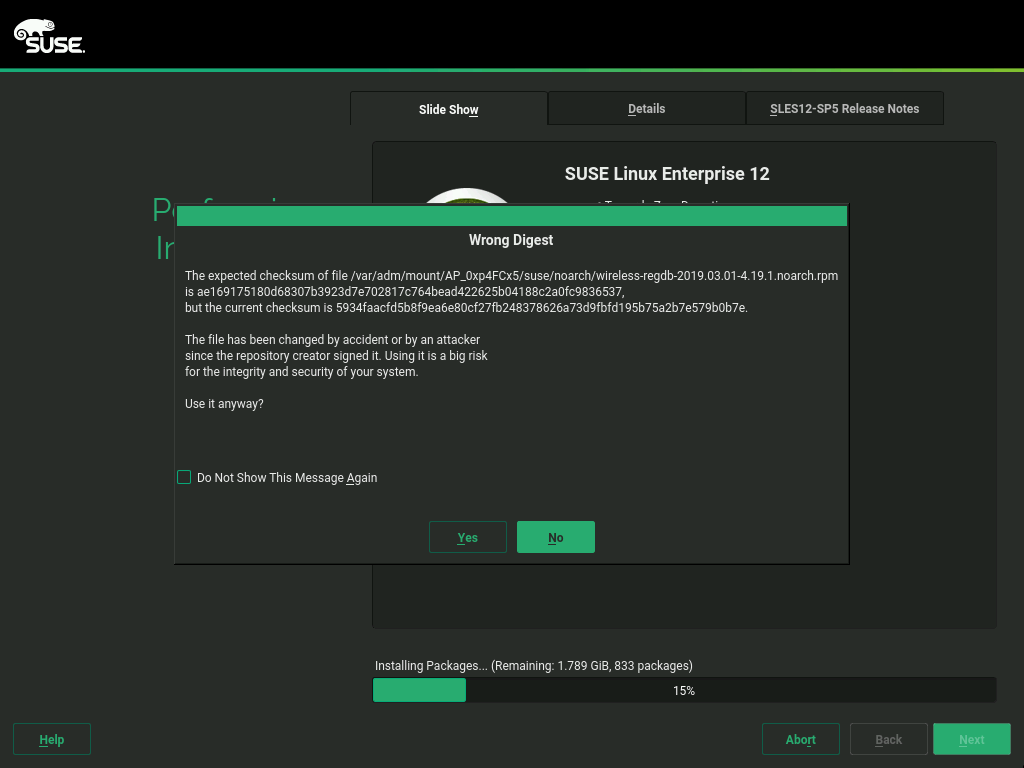 SUSE
Slide Show
Details
SLES12-SP5 Release Notes
SUSE Linux Enterprise 12
Wrong Digest
The expected checksum of file /var/adm/mount/AP_0xp4FCx5/suse/noarch/wireless-regdb-2019.03.01-4.19.1.noarch.rpm
is ae169175180d68307b3923d7e702817c764bead422625b04188c2a0fc9836537,
but the current checksum is 5934faacfd5b8f9ea6e80cf27fb248378626a73d9fbfd195b75a2b7e579b0b7e.
The file has been changed by accident or by an attacker
since the repository creator signed it. Using it is a big risk
for the integrity and security of your system.
Use it anyway?
Do Not Show This Message Again
Yes
No
Installing Packages... (Remaining: 1.789 GiB, 833 packages)
15%
Help
Abort
Back
Next